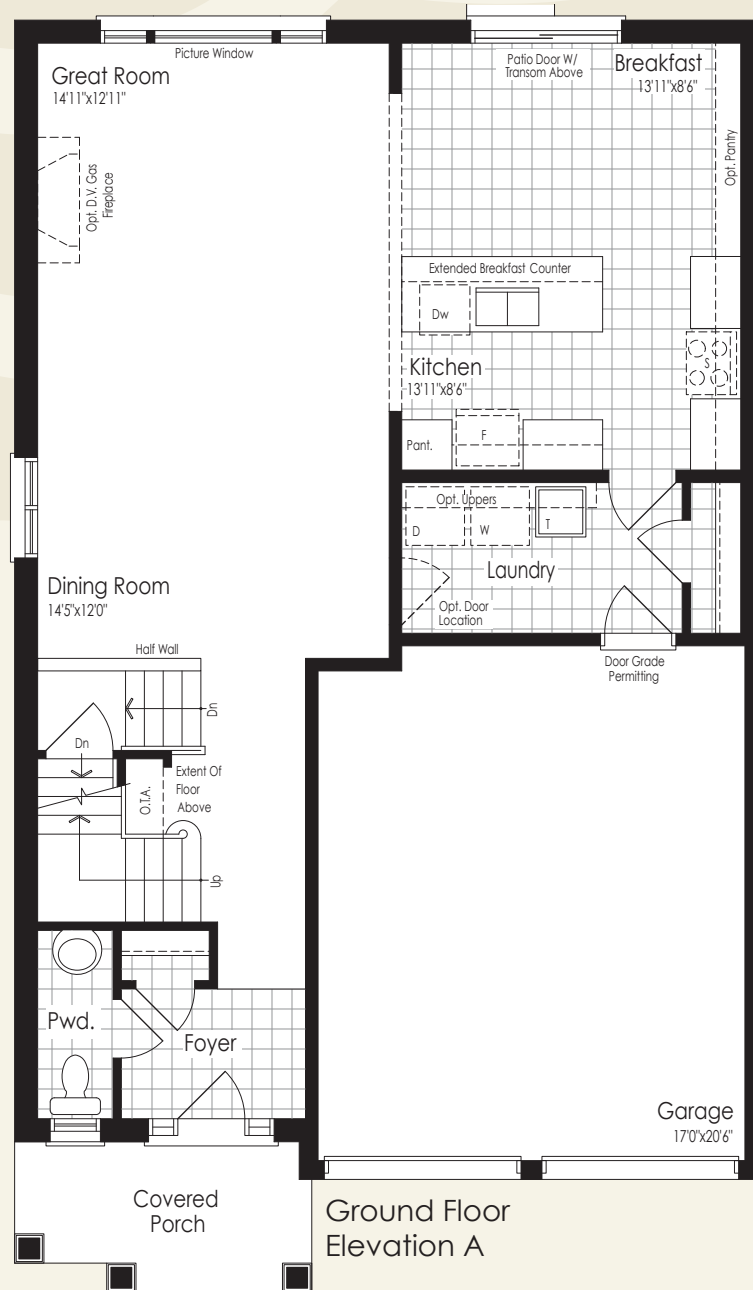 Picture Window
Great Room
14'11"x12'11"
Opt. D.V. Gas
Fireplace
Patio Door W/
Transom Above
Breakfast
13'11"x8'6"
Opt. Pantry
Extended Breakfast Counter
Dw
Kitchen
13'11"x8'6"
S
Pant.
F
Opt. Uppers
D
W
T
Laundry
Opt. Door
Location
Dining Room
14'5"x12'0"
Half Wall
Door Grade
Permitting
Dn
Dn
O.T.A.
Extent Of
Floor
Above
Up
Pwd.
Foyer
Garage
17'0"x20'6"
Covered
Porch
Ground Floor
Elevation A